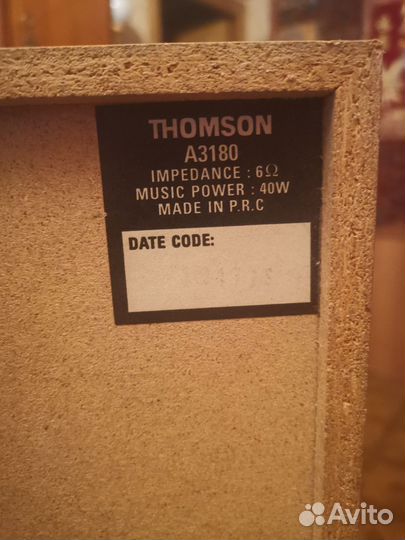 THOMSON
A3180
IMPEDANCE : 6Ω
MUSIC POWER : 40W
MADE IN P.R.C
DATE CODE:
Avito